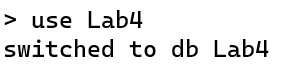 > use Lab4
switched to db Lab4